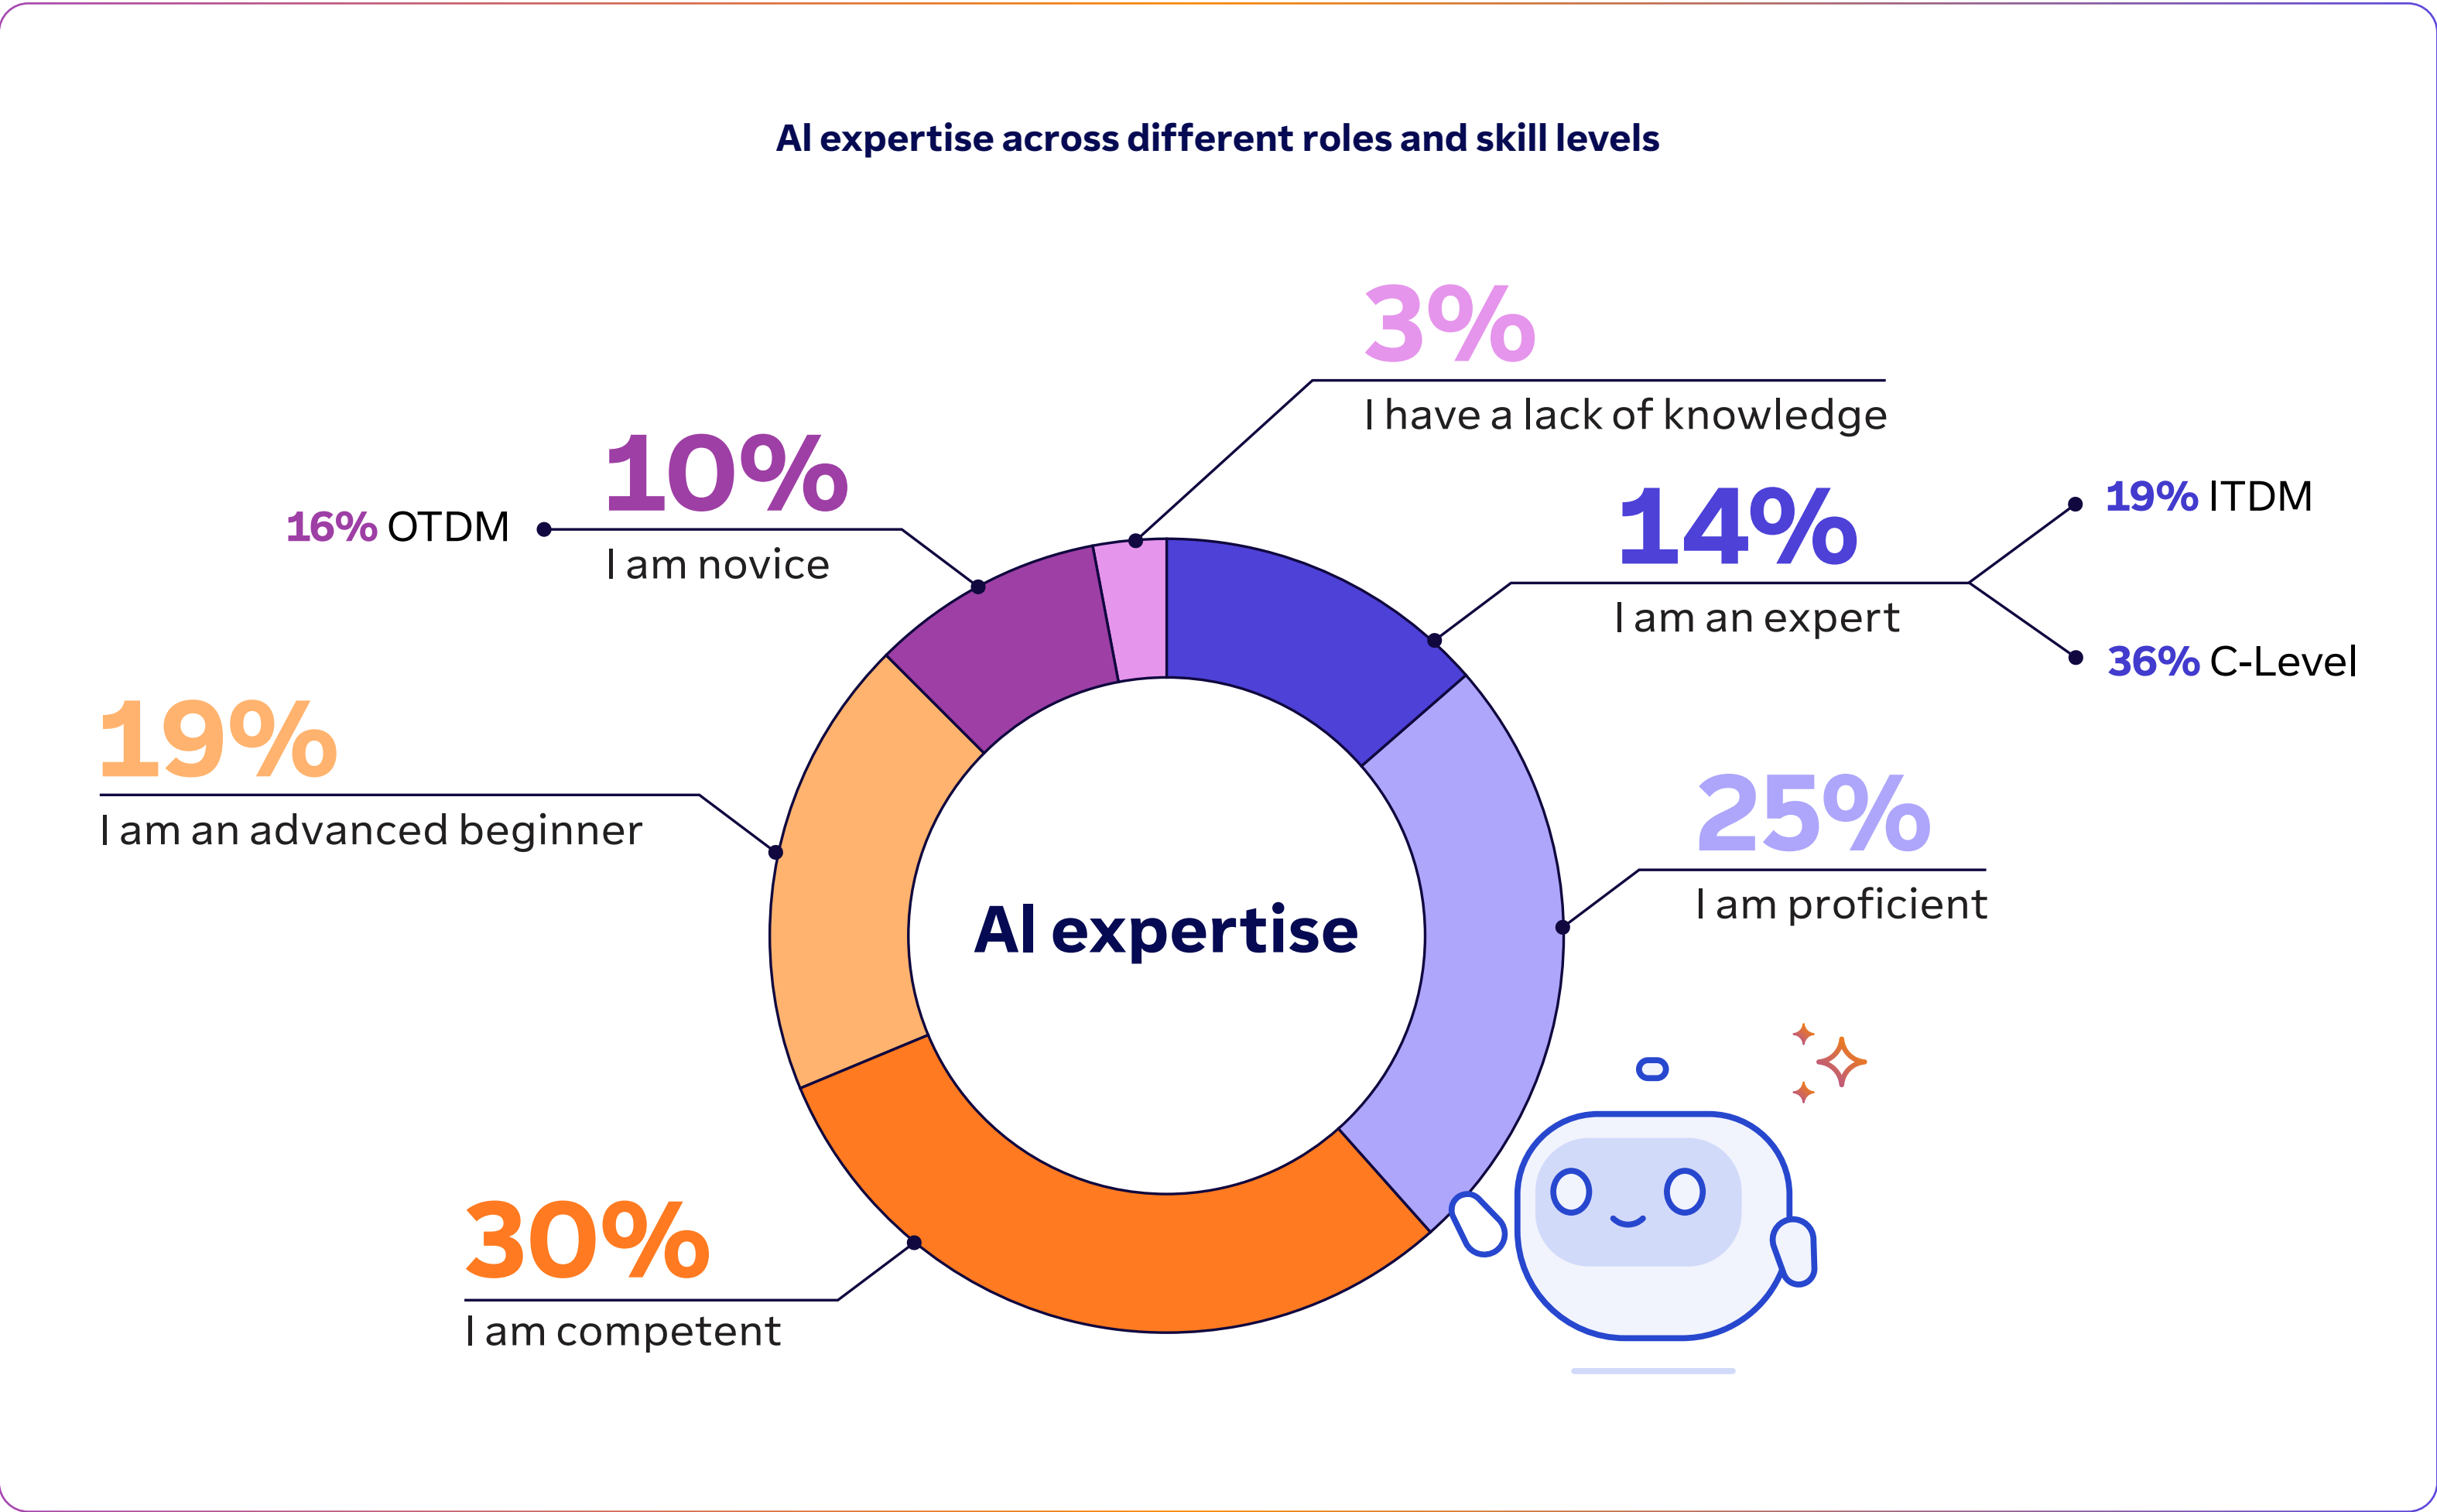 AI expertise across different roles and skill levels
3%
I have a lack of knowledge
10%
16% OTDM
I am novice
14%
I am an expert
19% ITDM
36% C-Level
19%
I am an advanced beginner
25%
I am proficient
AI expertise
30%
I am competent